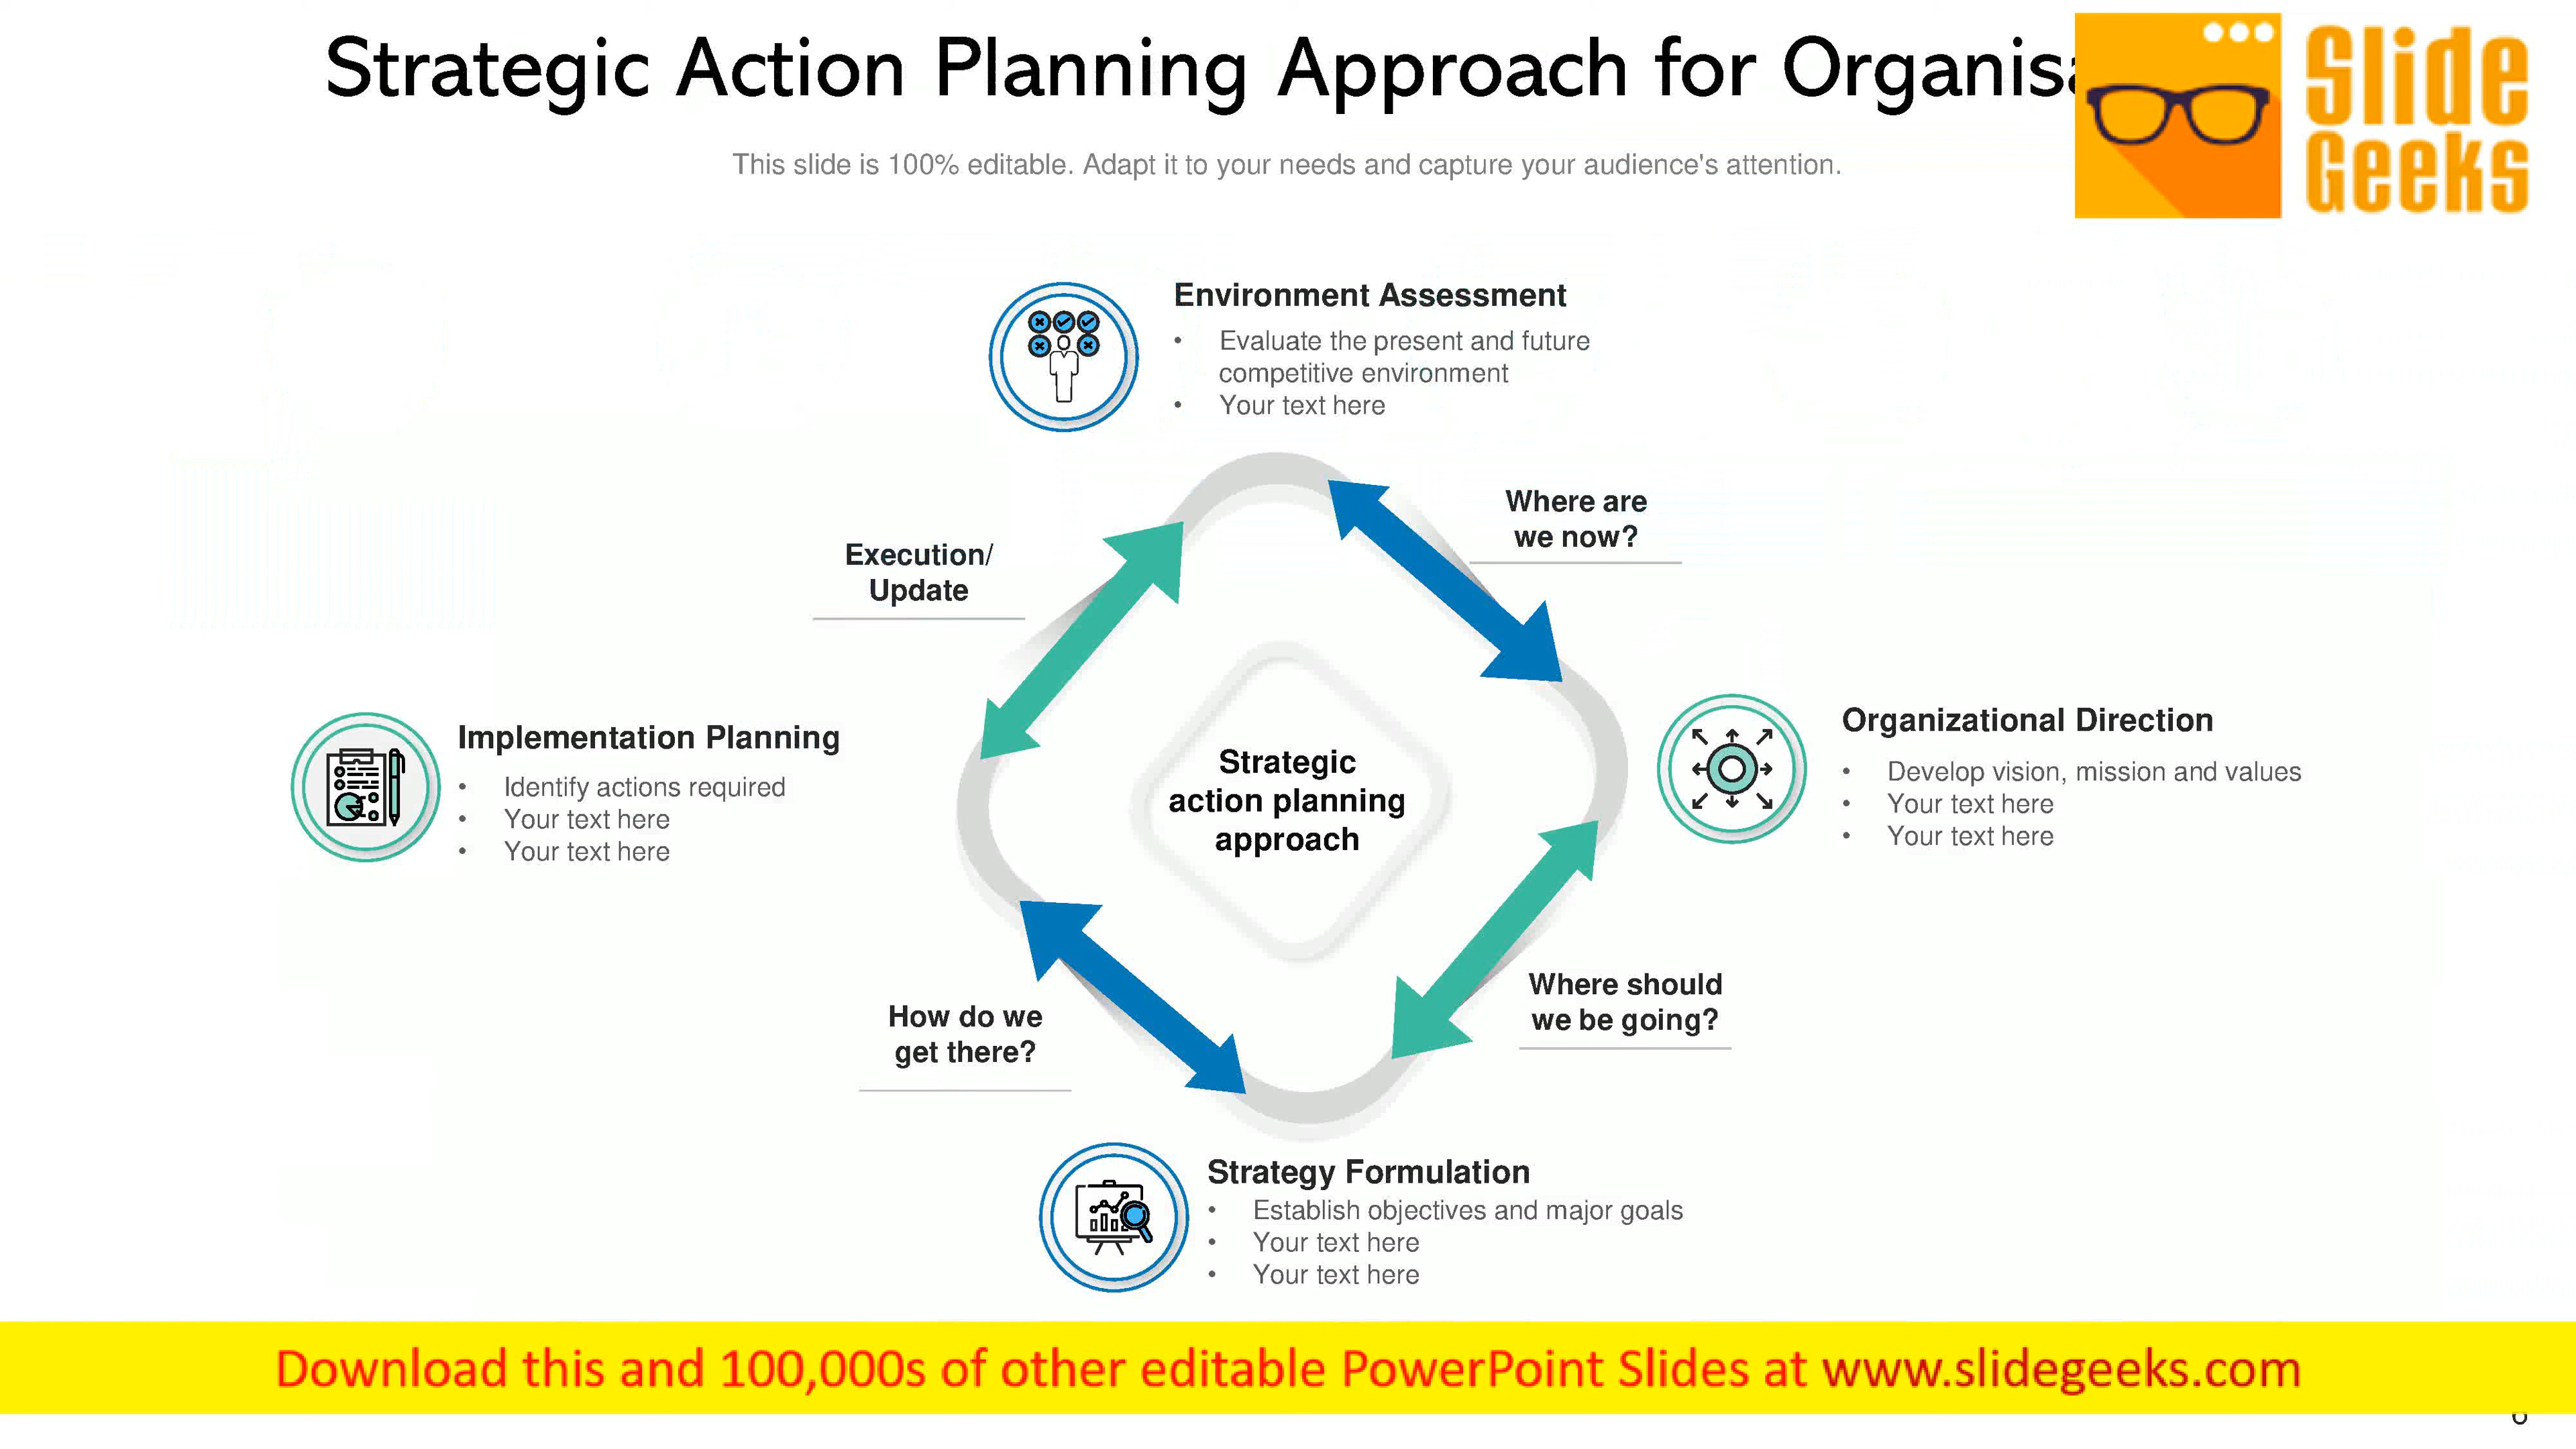 Strategic Action Planning Approach for Organisa
Slide
Geeks
This slide is 100% editable. Adapt it to your needs and capture your audience's attention.
Environment Assessment
• Evaluate the present and future
competitive environment
• Your text here
Where are
we now?
Execution/
Update
Implementation Planning
• Identify actions required
• Your text here
• Your text here
Strategic
action planning
approach
Organizational Direction
• Develop vision, mission and values
• Your text here
• Your text here
Where should
we be going?
How do we
get there?
Strategy Formulation
• Establish objectives and major goals
• Your text here
• Your text here
Download this and 100,000s of other editable PowerPoint Slides at www.slidegeeks.com